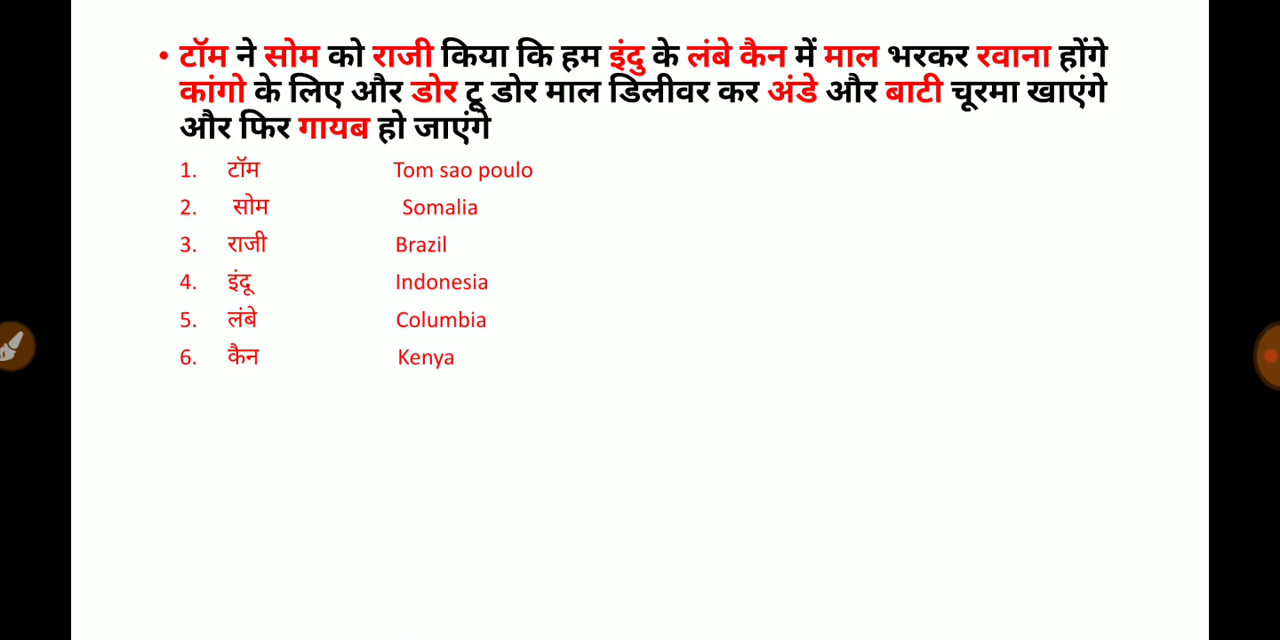 • टॉम ने सोम को राजी किया कि हम इंदु के लंबे कैन में माल भरकर रवाना होंगे
कांगो के लिए और डोर टू डोर माल डिलीवर कर अंडे और बाटी चूरमा खाएंगे
और फिर गायब हो जाएंगे
1. टॉम Tom sao poulo
2. सोम Somalia
3. राजी Brazil
4. इंदू Indonesia
5. लंबे Columbia
6. कैन Kenya